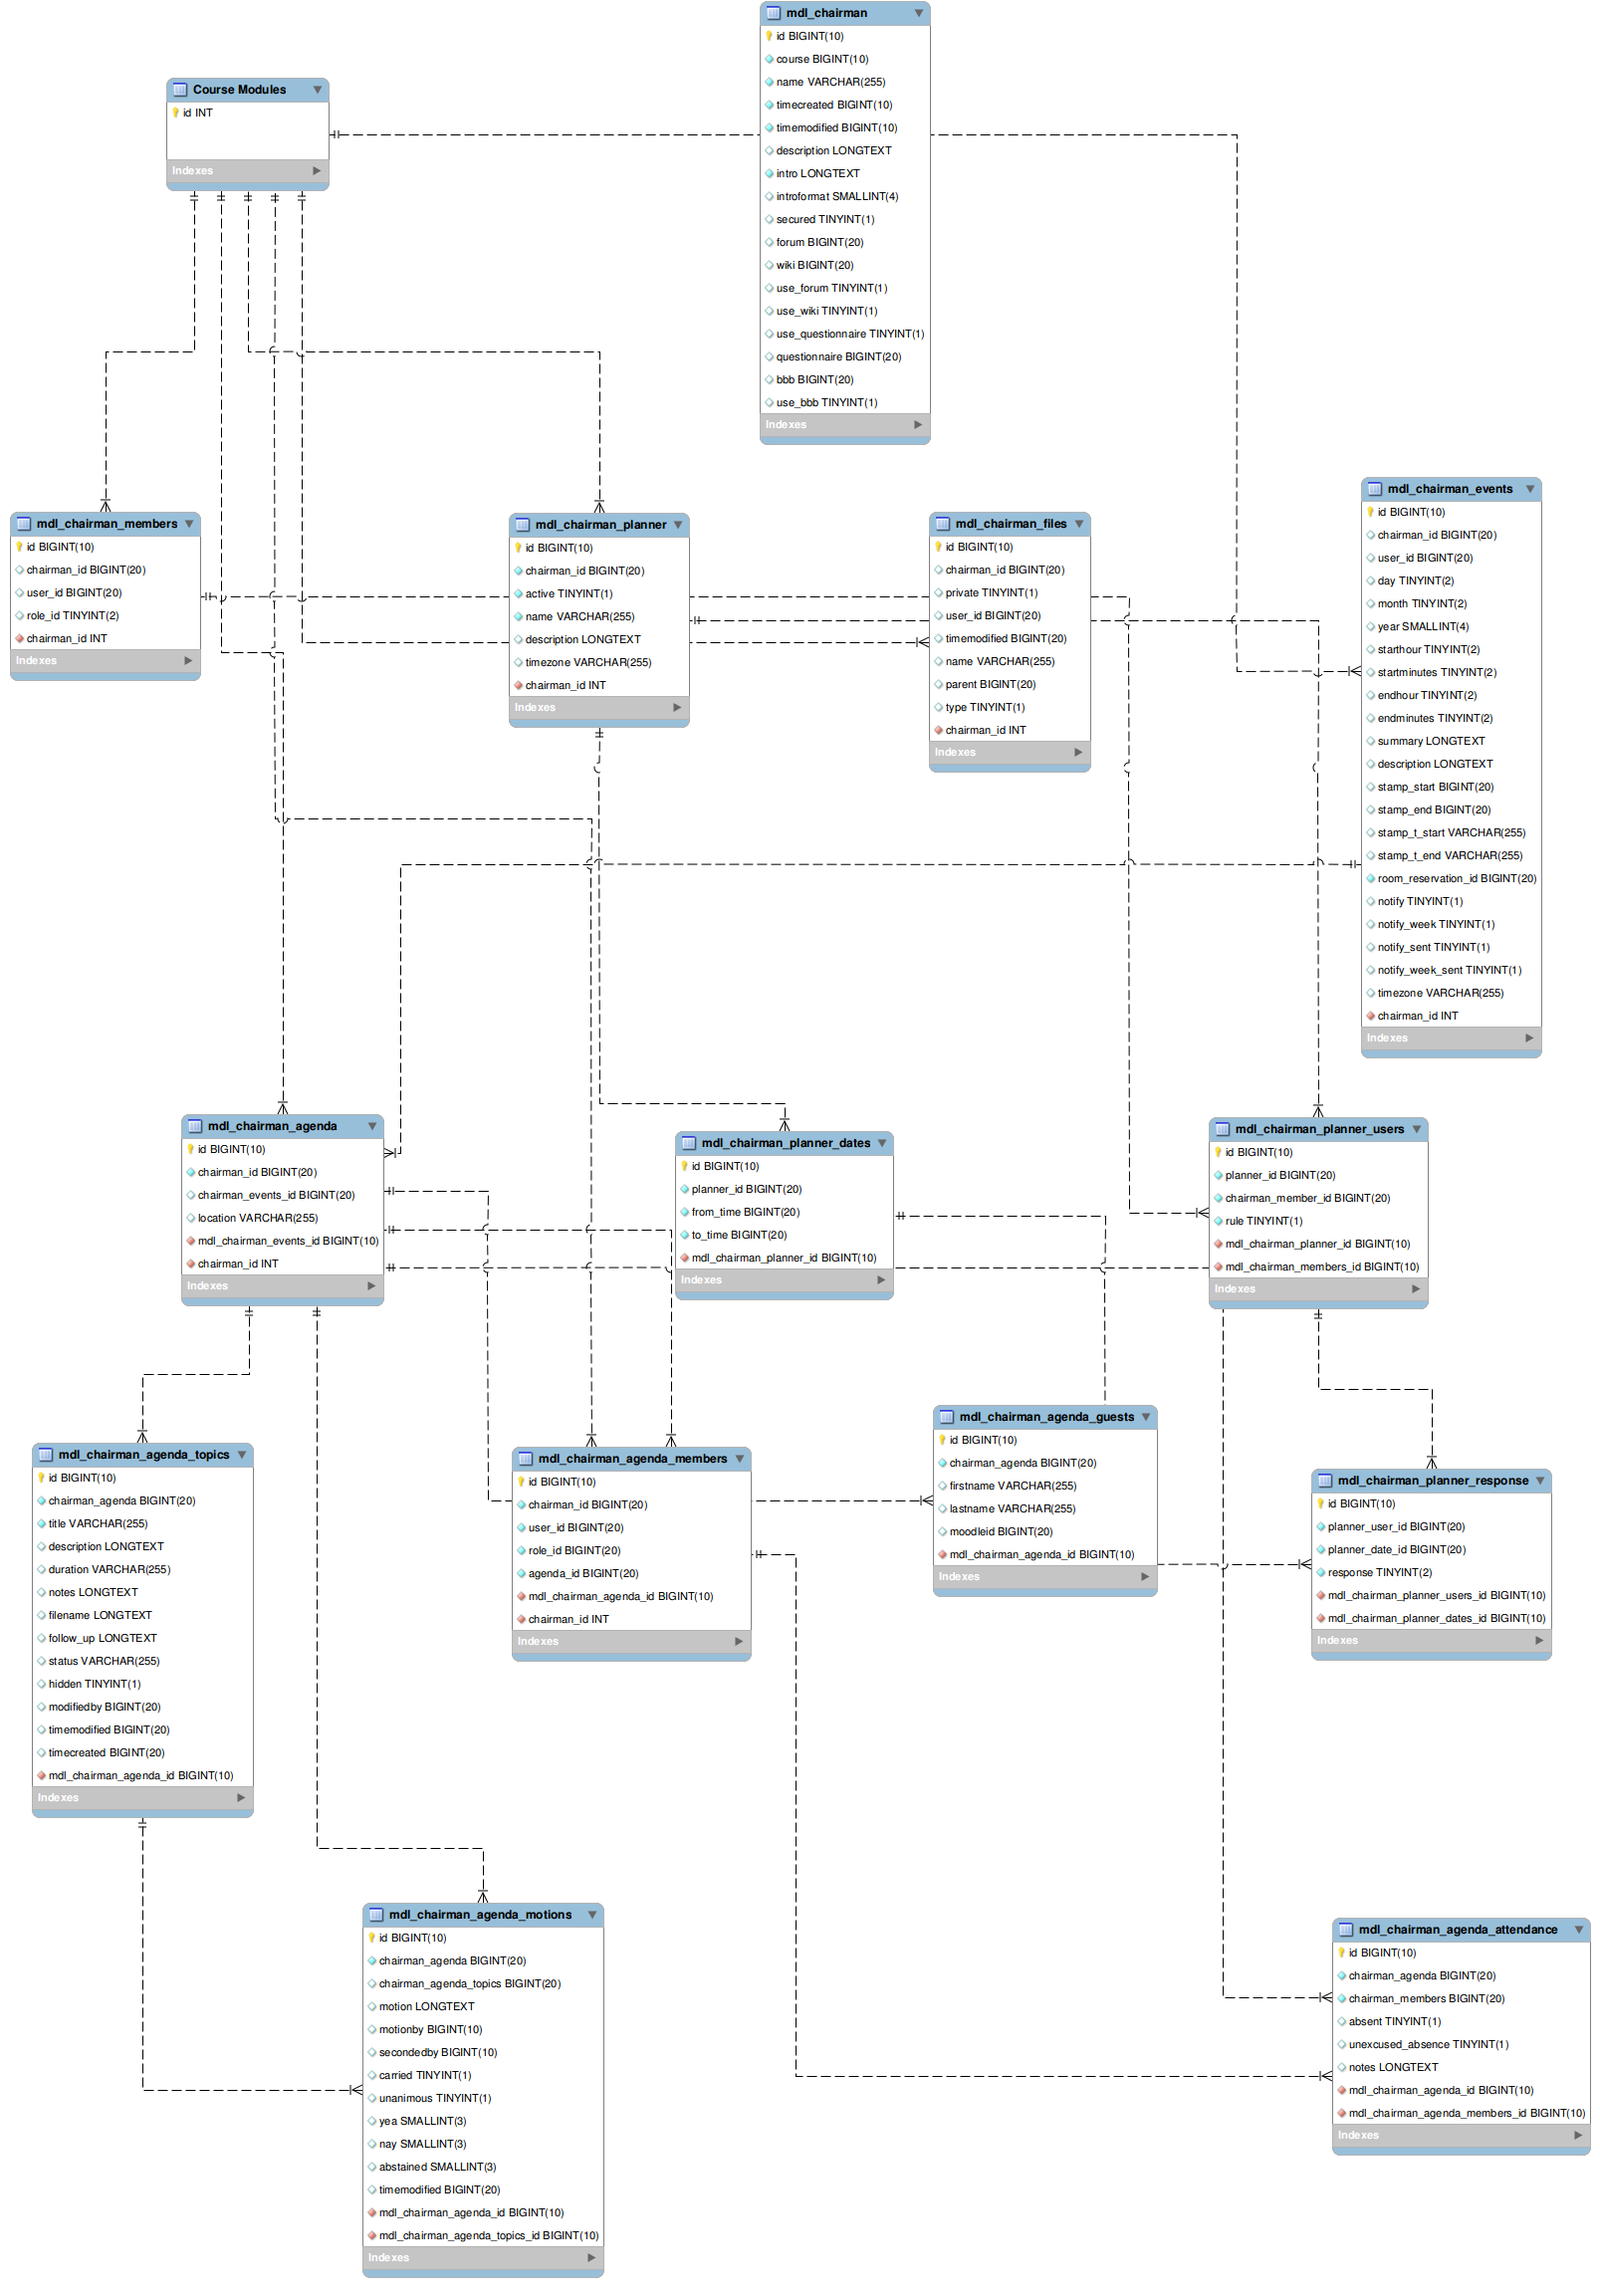 mdl_chairman
id BIGINT(10)
course BIGINT(10)
name VARCHAR(255)
timecreated BIGINT(10)
timemodified BIGINT(10)
description LONGTEXT
intro LONGTEXT
introformat SMALLINT(4)
secured TINYINT(1)
forum BIGINT(20)
wiki BIGINT(20)
use_forum TINYINT(1)
use_wiki TINYINT(1)
use_questionnaire TINYINT(1)
questionnaire BIGINT(20)
bbb BIGINT(20)
use_bbb TINYINT(1)
Indexes
Course Modules
id INT
Indexes
mdl_chairman_members
id BIGINT(10)
chairman_id BIGINT(20)
user_id BIGINT(20)
role_id TINYINT(2)
chairman_id INT
Indexes
mdl_chairman_planner
id BIGINT(10)
chairman_id BIGINT(20)
active TINYINT(1)
name VARCHAR(255)
description LONGTEXT
timezone VARCHAR(255)
chairman_id INT
Indexes
mdl_chairman_files
id BIGINT(10)
chairman_id BIGINT(20)
private TINYINT(1)
user_id BIGINT(20)
timemodified BIGINT(20)
name VARCHAR(255)
parent BIGINT(20)
type TINYINT(1)
chairman_id INT
Indexes
mdl_chairman_events
id BIGINT(10)
chairman_id BIGINT(20)
user_id BIGINT(20)
day TINYINT(2)
month TINYINT(2)
year SMALLINT(4)
starthour TINYINT(2)
startminutes TINYINT(2)
endhour TINYINT(2)
endminutes TINYINT(2)
summary LONGTEXT
description LONGTEXT
stamp_start BIGINT(20)
stamp_end BIGINT(20)
stamp_t_start VARCHAR(255)
stamp_t_end VARCHAR(255)
room_reservation_id BIGINT(20)
notify TINYINT(1)
notify_week TINYINT(1)
notify_sent TINYINT(1)
notify_week_sent TINYINT(1)
timezone VARCHAR(255)
chairman_id INT
Indexes
mdl_chairman_agenda
id BIGINT(10)
chairman_id BIGINT(20)
chairman_events_id BIGINT(20)
location VARCHAR(255)
mdl_chairman_events_id BIGINT(10)
chairman_id INT
Indexes
mdl_chairman_planner_dates
id BIGINT(10)
planner_id BIGINT(20)
from_time BIGINT(20)
to_time BIGINT(20)
mdl_chairman_planner_id BIGINT(10)
Indexes
mdl_chairman_planner_users
id BIGINT(10)
planner_id BIGINT(20)
chairman_member_id BIGINT(20)
rule TINYINT(1)
mdl_chairman_planner_id BIGINT(10)
mdl_chairman_members_id BIGINT(10)
Indexes
mdl_chairman_agenda_topics
id BIGINT(10)
chairman_agenda BIGINT(20)
title VARCHAR(255)
description LONGTEXT
duration VARCHAR(255)
notes LONGTEXT
filename LONGTEXT
follow_up LONGTEXT
status VARCHAR(255)
hidden TINYINT(1)
modifiedby BIGINT(20)
timemodified BIGINT(20)
timecreated BIGINT(20)
mdl_chairman_agenda_id BIGINT(10)
Indexes
mdl_chairman_agenda_members
id BIGINT(10)
chairman_id BIGINT(20)
user_id BIGINT(20)
role_id BIGINT(20)
agenda_id BIGINT(20)
mdl_chairman_agenda_id BIGINT(10)
chairman_id INT
Indexes
mdl_chairman_agenda_guests
id BIGINT(10)
chairman_agenda BIGINT(20)
firstname VARCHAR(255)
lastname VARCHAR(255)
moodleid BIGINT(20)
mdl_chairman_agenda_id BIGINT(10)
Indexes
mdl_chairman_planner_response
id BIGINT(10)
planner_user_id BIGINT(20)
planner_date_id BIGINT(20)
response TINYINT(2)
mdl_chairman_planner_users_id BIGINT(10)
mdl_chairman_planner_dates_id BIGINT(10)
Indexes
mdl_chairman_agenda_motions
id BIGINT(10)
chairman_agenda BIGINT(20)
chairman_agenda_topics BIGINT(20)
motion LONGTEXT
motionby BIGINT(10)
secondedby BIGINT(10)
carried TINYINT(1)
unanimous TINYINT(1)
yea SMALLINT(3)
nay SMALLINT(3)
abstained SMALLINT(3)
timemodified BIGINT(20)
mdl_chairman_agenda_id BIGINT(10)
mdl_chairman_agenda_topics_id BIGINT(10)
Indexes
mdl_chairman_agenda_attendance
id BIGINT(10)
chairman_agenda BIGINT(20)
chairman_members BIGINT(20)
absent TINYINT(1)
unexcused_absence TINYINT(1)
notes LONGTEXT
mdl_chairman_agenda_id BIGINT(10)
mdl_chairman_agenda_members_id BIGINT(10)
Indexes